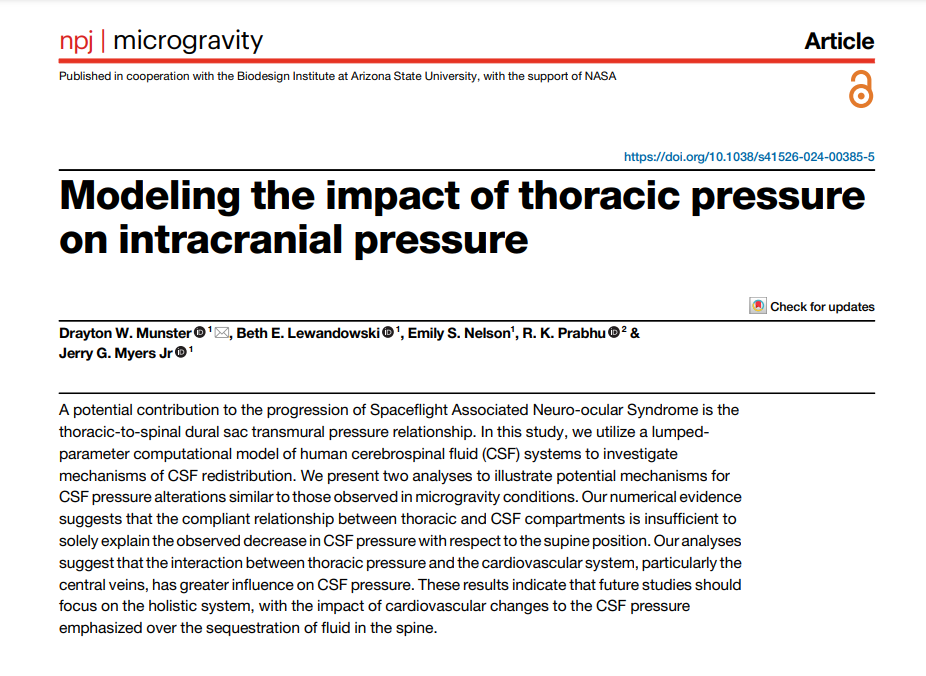 npj | microgravity
Article
Published in cooperation with the Biodesign Institute at Arizona State University, with the support of NASA
https://doi.org/10.1038/s41526-024-00385-5
Modeling the impact of thoracic pressure
on intracranial pressure
Check for updates
Drayton W. Munster iD 1 ✉, Beth E. Lewandowski iD 1, Emily S. Nelson1, R. K. Prabhu iD 2 &
Jerry G. Myers Jr iD 1
A potential contribution to the progression of Spaceflight Associated Neuro-ocular Syndrome is the
thoracic-to-spinal dural sac transmural pressure relationship. In this study, we utilize a lumped-
parameter computational model of human cerebrospinal fluid (CSF) systems to investigate
mechanisms of CSF redistribution. We present two analyses to illustrate potential mechanisms for
CSF pressure alterations similar to those observed in microgravity conditions. Our numerical evidence
suggests that the compliant relationship between thoracic and CSF compartments is insufficient to
solely explain the observed decrease in CSF pressure with respect to the supine position. Our analyses
suggest that the interaction between thoracic pressure and the cardiovascular system, particularly the
central veins, has greater influence on CSF pressure. These results indicate that future studies should
focus on the holistic system, with the impact of cardiovascular changes to the CSF pressure
emphasized over the sequestration of fluid in the spine.